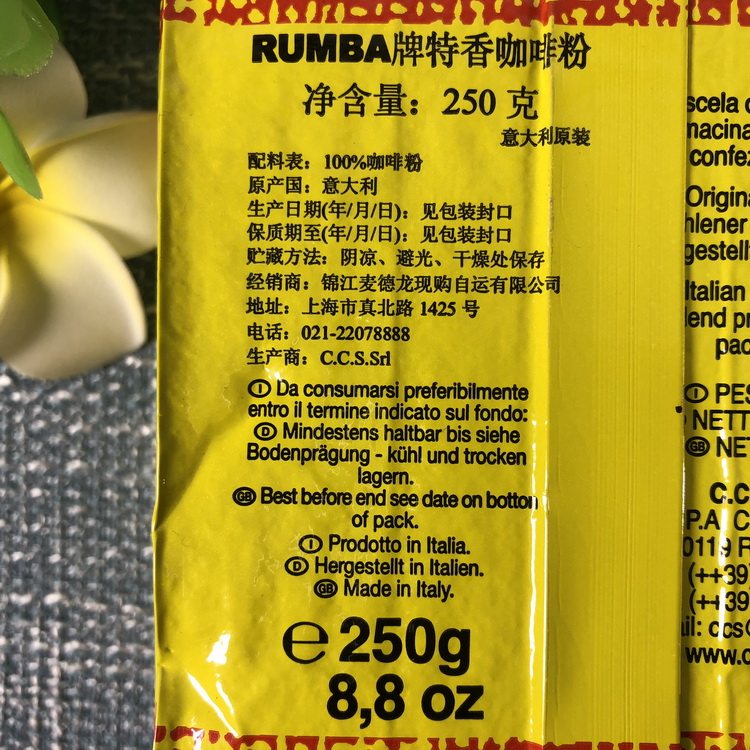 RUMBA牌特香咖啡粉
净含量：250 克
意大利原装
配料表：100%咖啡粉
原产国：意大利
生产日期(年/月/日)：见包装封口
保质期至(年/月/日)：见包装封口
贮藏方法：阴凉、避光、干燥处保存
经销商：锦江麦德龙现购自运有限公司
地址：上海市真北路 1425 号
电话：021-22078888
生产商：C.C.S.Srl
I Da consumarsi preferibilmente
entro il termine indicato sul fondo:
D Mindestens haltbar bis siehe
Bodenprägung - kühl und trocken
lagern.
GB Best before end see date on bottom
of pack.
I Prodotto in Italia.
D Hergestellt in Italien.
GB Made in Italy.
e 250g
8,8 oz
Italian
I
GB
(++39)
www.